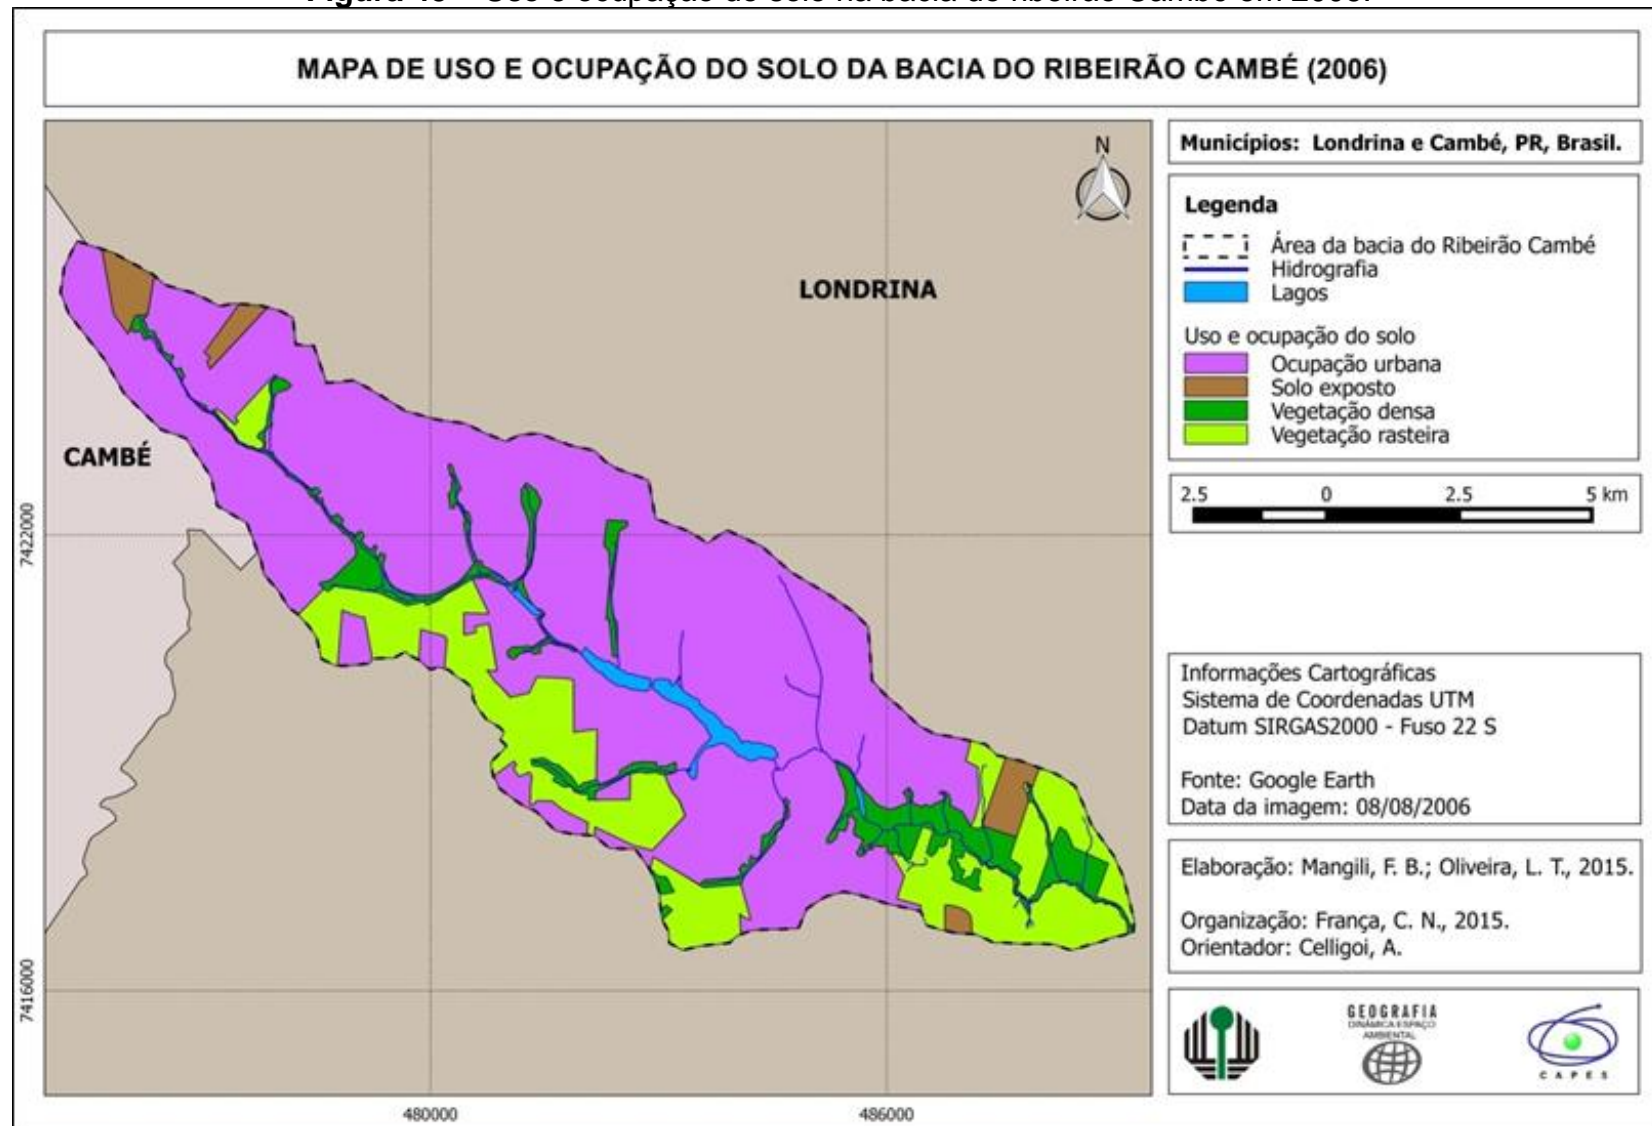 MAPA DE USO E OCUPAÇÃO DO SOLO DA BACIA DO RIBEIRÃO CAMBÉ (2006)
N
LONDRINA
CAMBÉ
7422000
7416000
480000
486000
Municípios: Londrina e Cambé, PR, Brasil.
Legenda
Área da bacia do Ribeirão Cambé
Hidrografia
Lagos
Uso e ocupação do solo
Ocupação urbana
Solo exposto
Vegetação densa
Vegetação rasteira
2.5 0 2.5 5 km
Informações Cartográficas
Sistema de Coordenadas UTM
Datum SIRGAS2000 - Fuso 22 S
Fonte: Google Earth
Data da imagem: 08/08/2006
Elaboração: Mangili, F. B.; Oliveira, L. T., 2015.
Organização: França, C. N., 2015.
Orientador: Celligoi, A.
GEOGRAFIA
DINÂMICA ESPAÇO
AMBIENTAL
CAPES